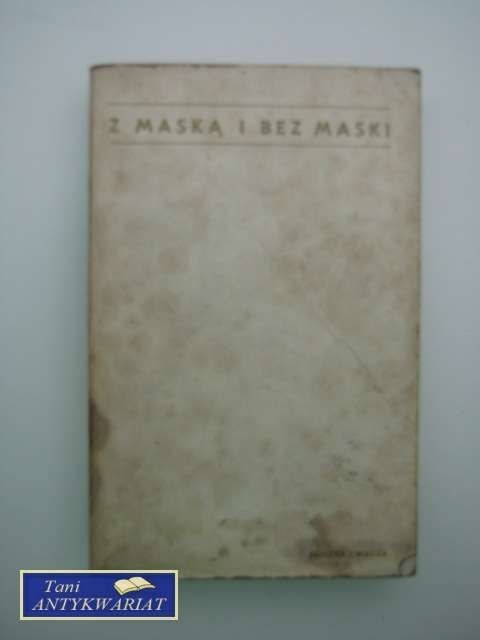 Z MASKĄ I BEZ MASKI
Tani
ANTYKWARIAT